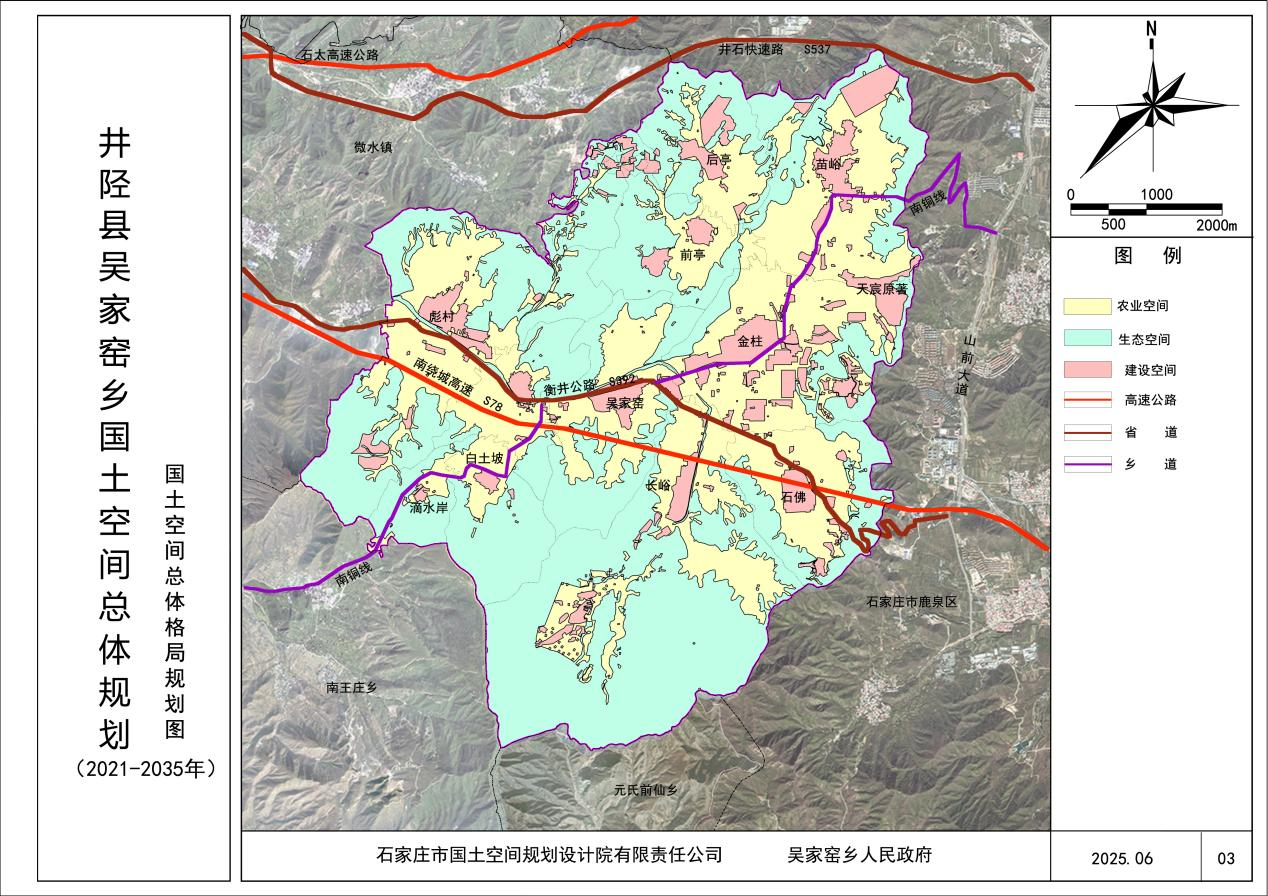 井陉县吴家窑乡国土空间总体规划
（2021-2035年）
国土空间总体格局规划图
石太高速公路
井石快速路 S537
微水镇
后亭
苗峪
南铜线
前亭
天宸原著
彪村
金柱
山前大道
南绕城高速 S78
衡井公路 S392
吴家窑
白土坡
长峪
石佛
滴水岸
南铜线
石家庄市鹿泉区
南王庄乡
元氏前仙乡
N
0 1000
500 2000m
图 例
农业空间
生态空间
建设空间
高速公路
省 道
乡 道
石家庄市国土空间规划设计院有限责任公司 吴家窑乡人民政府
2025.06 03